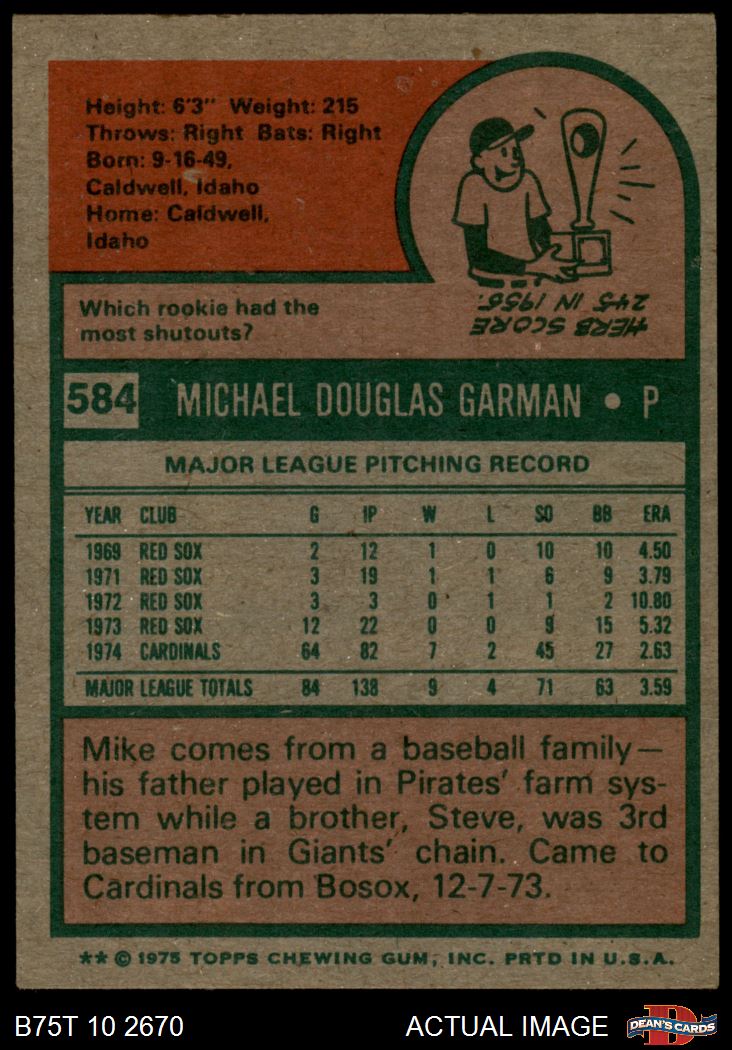 Height: 6'3" Weight: 215
Throws: Right Bats: Right
Born: 9-16-49,
Caldwell, Idaho
Home: Caldwell,
Idaho
Which rookie had the
most shutouts?
HERB SCORE
245 IN 1955.
584 MICHAEL DOUGLAS GARMAN • P
MAJOR LEAGUE PITCHING RECORD
YEAR CLUB G IP W L SO BB ERA
1969 RED SOX 2 12 1 0 10 10 4.50
1971 RED SOX 3 19 1 1 6 9 3.79
1972 RED SOX 3 3 0 1 1 2 10.80
1973 RED SOX 12 22 0 0 9 15 5.32
1974 CARDINALS 64 82 7 2 45 27 2.63
MAJOR LEAGUE TOTALS 84 138 9 4 71 63 3.59
Mike comes from a baseball family—
his father played in Pirates' farm sys-
tem while a brother, Steve, was 3rd
baseman in Giants' chain. Came to
Cardinals from Bosox, 12-7-73.
** © 1975 TOPPS CHEWING GUM, INC. PRTD IN U.S.A.
B75T 10 2670 ACTUAL IMAGE DEAN'S CARDS